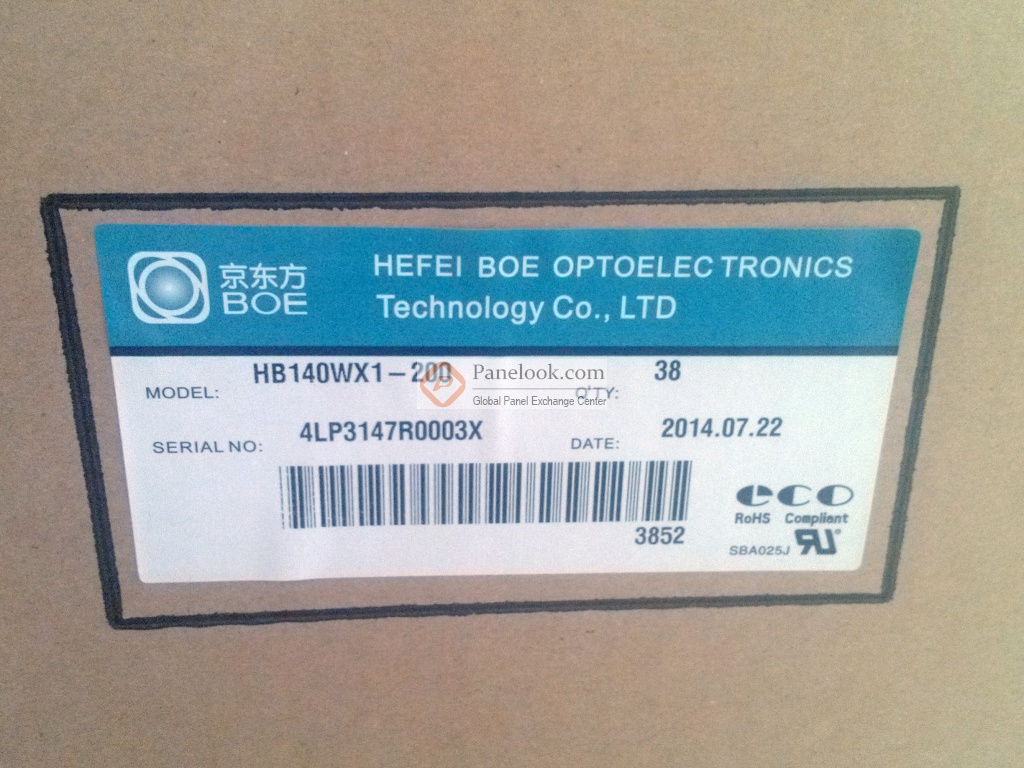 京东方
BOE
HEFEI BOE OPTOELEC TRONICS
Technology Co., LTD
MODEL: HB140WX1-200
Q'TY: 38
Panelook.com
Global Panel Exchange Center
SERIAL NO: 4LP3147R0003X
DATE: 2014.07.22
3852
eco
RoHS Compliant
SBA025J